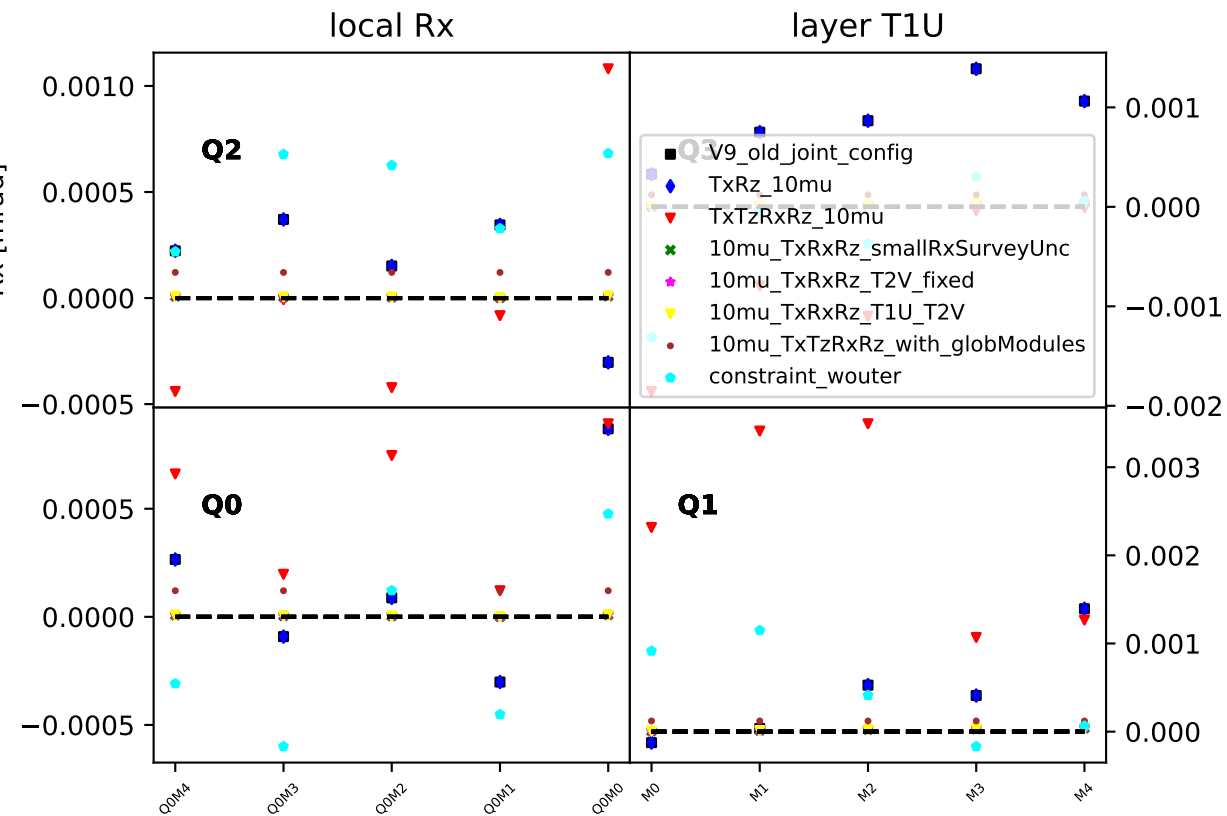 local Rx
layer T1U
0.0010
0.0005
0.0000
−0.0005
Q2
Q3
V9_old_joint_config
TxRz_10mu
TxTzRxRz_10mu
10mu_TxRxRz_smallRxSurveyUnc
10mu_TxRxRz_T2V_fixed
10mu_TxRxRz_T1U_T2V
10mu_TxTzRxRz_with_globModules
constraint_wouter
0.001
0.000
−0.001
−0.002
0.0005
0.0000
−0.0005
Q0
Q1
0.003
0.002
0.001
0.000
Q0M4
Q0M3
Q0M2
Q0M1
Q0M0
M0
M1
M2
M3
M4